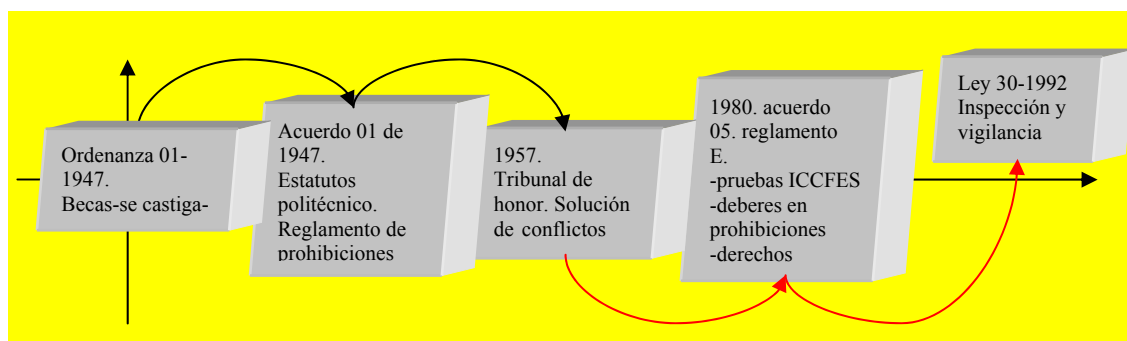 Ordenanza 01-
1947.
Becas-se castiga-
Acuerdo 01 de
1947.
Estatutos
politécnico.
Reglamento de
prohibiciones
1957.
Tribunal de
honor. Solución
de conflictos
1980. acuerdo
05. reglamento
E.
-pruebas ICCFES
-deberes en
prohibiciones
-derechos
Ley 30-1992
Inspección y
vigilancia